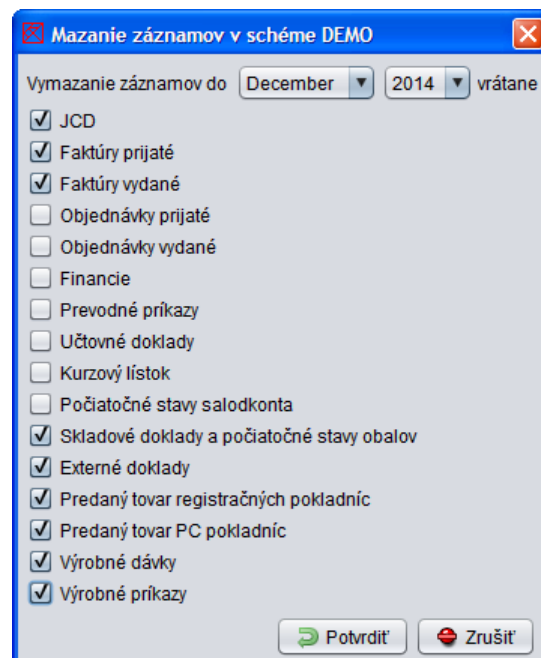 Mazanie záznamov v schéme DEMO
Vymazanie záznamov do December 2014 vrátane
JCD
Faktúry prijaté
Faktúry vydané
Objednávky prijaté
Objednávky vydané
Financie
Prevodné príkazy
Učtovné doklady
Kurzový lístok
Počiatočné stavy salodkonta
Skladové doklady a počiatočné stavy obalov
Externé doklady
Predaný tovar registračných pokladníc
Predaný tovar PC pokladníc
Výrobné dávky
Výrobné príkazy
Potvrdiť Zrušiť